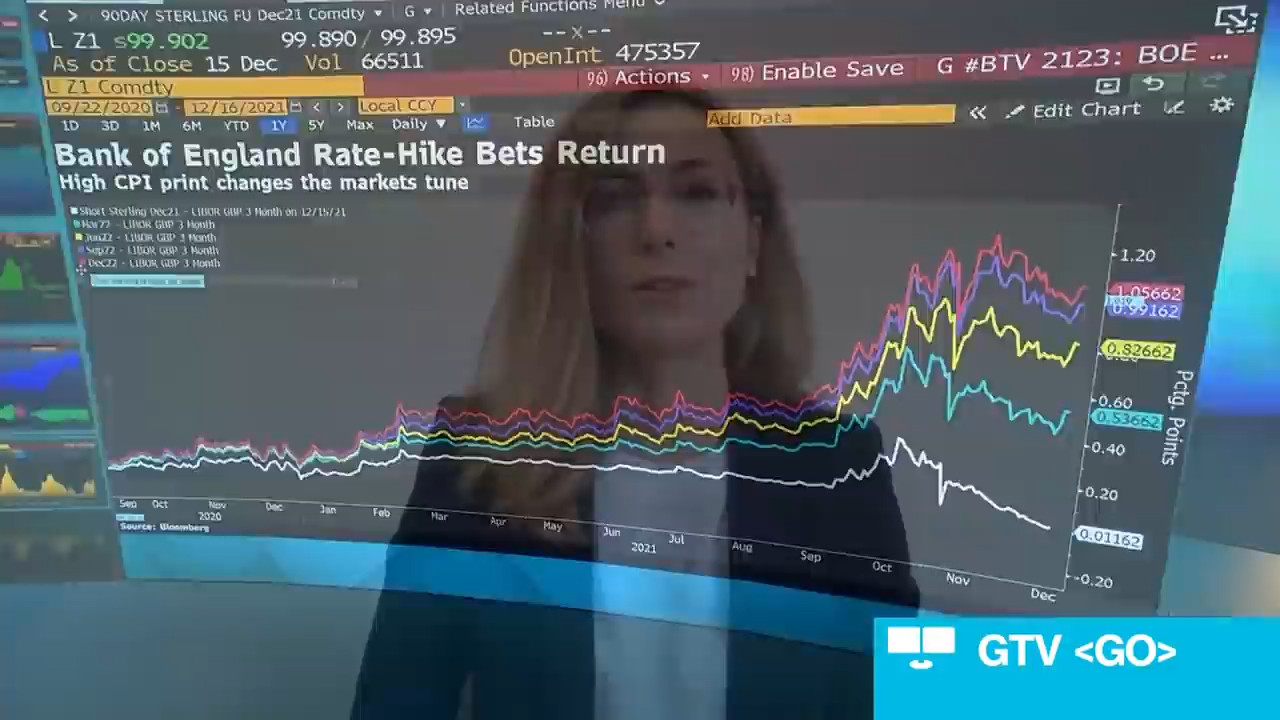 < > 90DAY STERLING FU Dec21 Comdty G Related Functions Menu
L Z1 s99.902 99.890 / 99.895 --x--
As of Close 15 Dec Vol 66511 OpenInt 475357
L Z1 Comdty 96) Actions 98) Enable Save G #BTV 2123: BOE ...
09/22/2020 - 12/16/2021 < > Local CCY Add Data « Edit Chart
1D 3D 1M 6M YTD 1Y 5Y Max Daily ▼ Table
Bank of England Rate-Hike Bets Return
High CPI print changes the markets tune
Short Sterling Dec21 - LIBOR GBP 3 Month on 12/15/21
Mar22 - LIBOR GBP 3 Month
Jun22 - LIBOR GBP 3 Month
Sep22 - LIBOR GBP 3 Month
Dec22 - LIBOR GBP 3 Month
1.20
1.05662
0.99162
0.82662
0.60
0.53662
0.40
0.20
0.01162
-0.20
Pctg. Points
Sep Oct Nov Dec Jan Feb Mar Apr May Jun Jul Aug Sep Oct Nov Dec
2020 2021
Source: Bloomberg
GTV <GO>